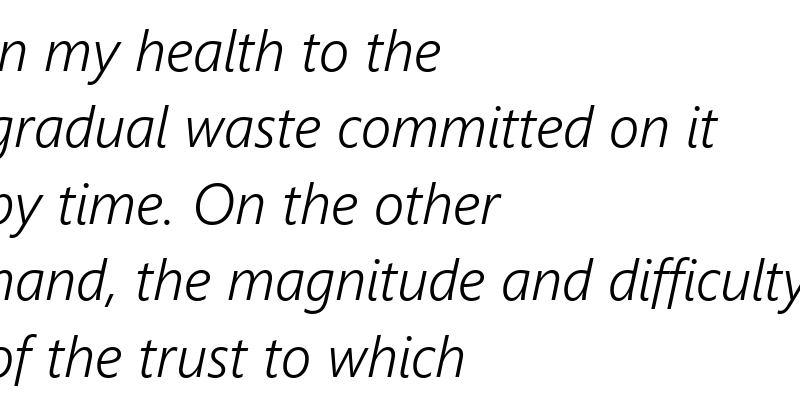 in my health to the
gradual waste committed on it
by time. On the other
hand, the magnitude and difficulty
of the trust to which